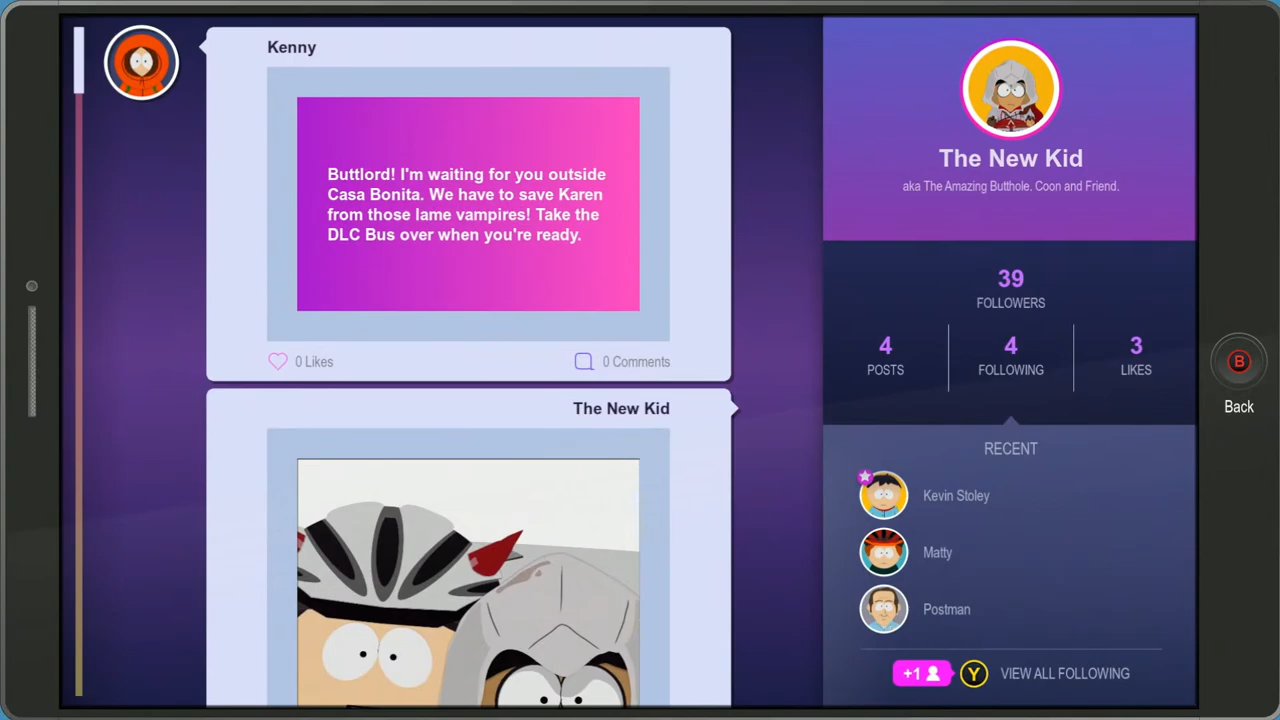 Kenny
Buttlord! I'm waiting for you outside
Casa Bonita. We have to save Karen
from those lame vampires! Take the
DLC Bus over when you're ready.
0 Likes
0 Comments
The New Kid
The New Kid
aka The Amazing Butthole. Coon and Friend.
39
FOLLOWERS
4
POSTS
4
FOLLOWING
3
LIKES
RECENT
Kevin Stoley
Matty
Postman
+1
Y
VIEW ALL FOLLOWING
B
Back